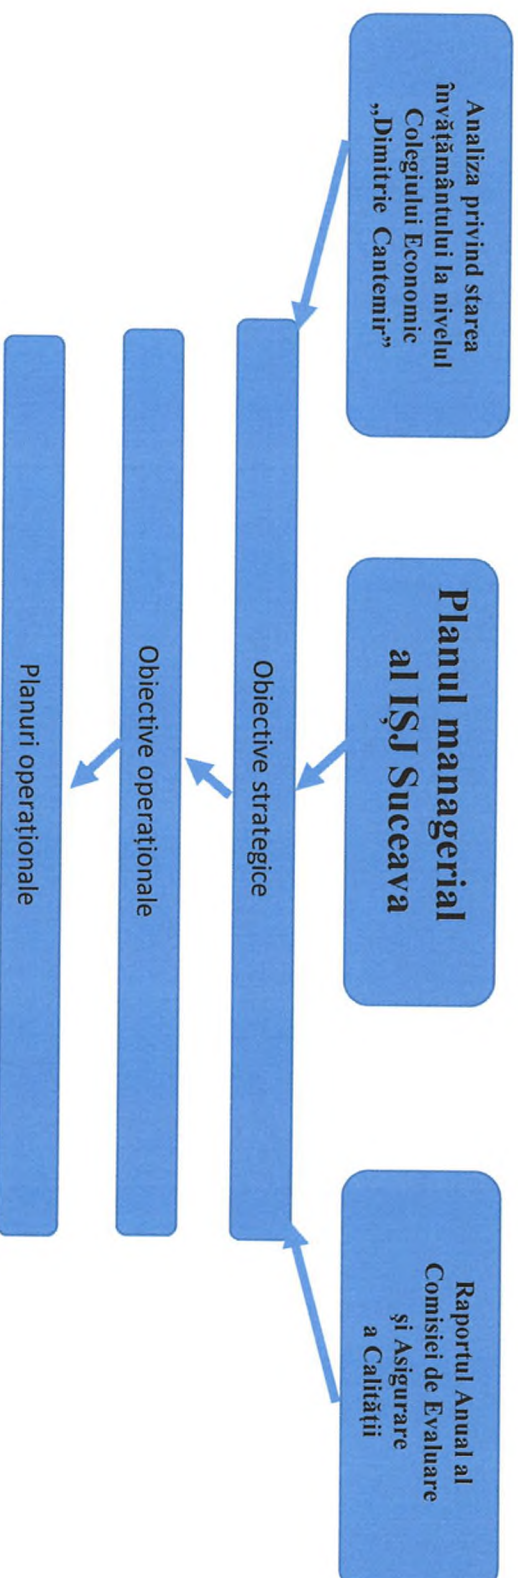 Analiza privind starea
învățământului la nivelul
Colegiului Economic
„Dimitrie Cantemir”
Planul managerial
al IȘJ Suceava
Raportul Anual al
Comisiei de Evaluare
și Asigurare
a Calității
Obiective strategice
Obiective operaționale
Planuri operaționale